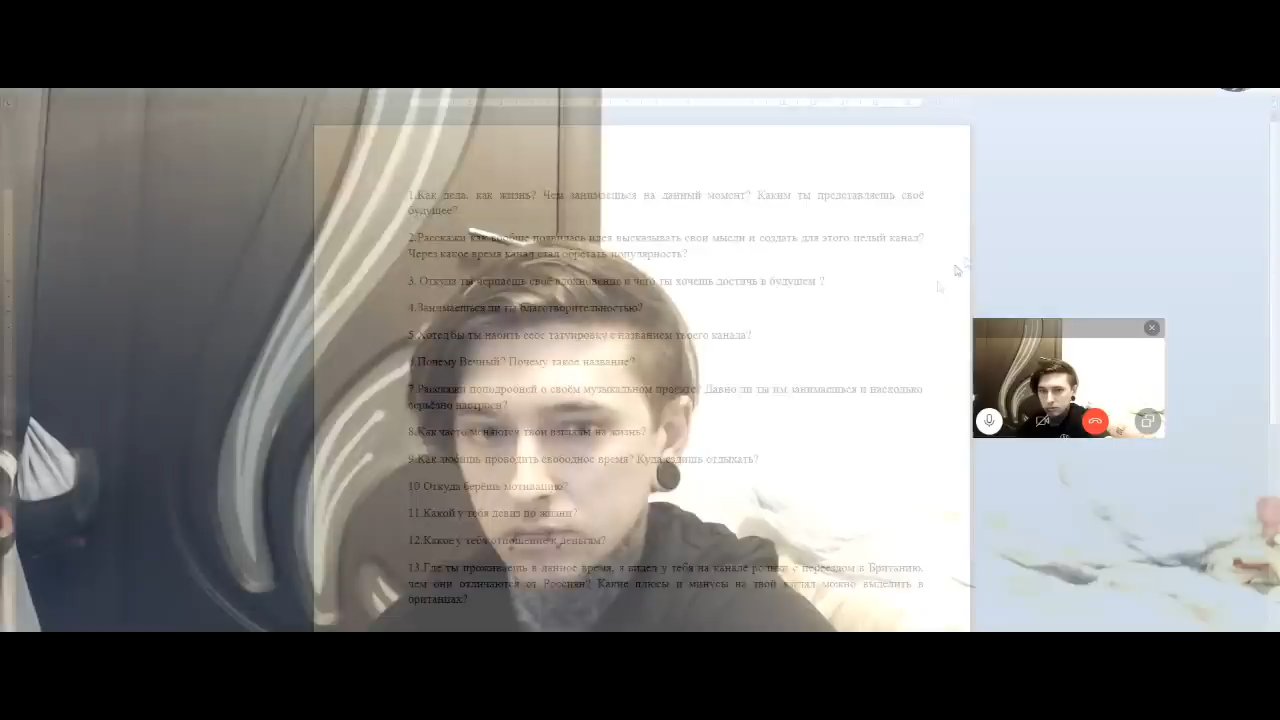 1.Как дела, как жизнь? Чем занимаешься на данный момент? Каким ты представляешь своё
будущее?
2.Расскажи как вообще появилась идея высказывать свои мысли и создать для этого целый канал?
Через какое время канал стал обретать популярность?
3. Откуда ты черпаешь своё вдохновение и чего ты хочешь достичь в будущем ?
4.Занимаешься ли ты благотворительностью?
5.Хотел бы ты набить себе татуировку с названием твоего канала?
6.Почему Вечный? Почему такое название?
7.Расскажи поподробней о своём музыкальном проекте? Давно ли ты им занимаешься и насколько
серьёзно настроен?
8.Как часто меняются твои взгляды на жизнь?
9.Как любишь проводить свободное время? Куда ездишь отдыхать?
10.Откуда берёшь мотивацию?
11.Какой у тебя девиз по жизни?
12.Какое у тебя отношение к деньгам?
13.Где ты проживаешь в данное время, я видел у тебя на канале ролики с переездом в Британию,
чем они отличаются от Россиян? Какие плюсы и минусы на твой взгляд можно выделить в
британцах?